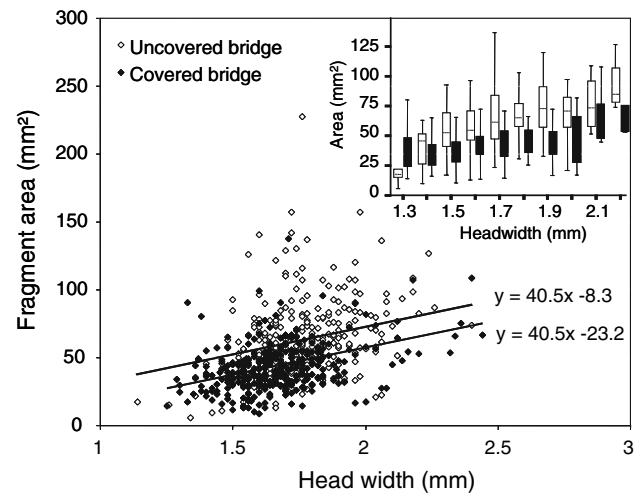 300
250
200
150
100
50
0
Fragment area (mm²)
Uncovered bridge
Covered bridge
125
100
75
50
25
0
Area (mm²)
1.3 1.5 1.7 1.9 2.1
Headwidth (mm)
y = 40.5x -8.3
y = 40.5x -23.2
1 1.5 2 2.5 3
Head width (mm)